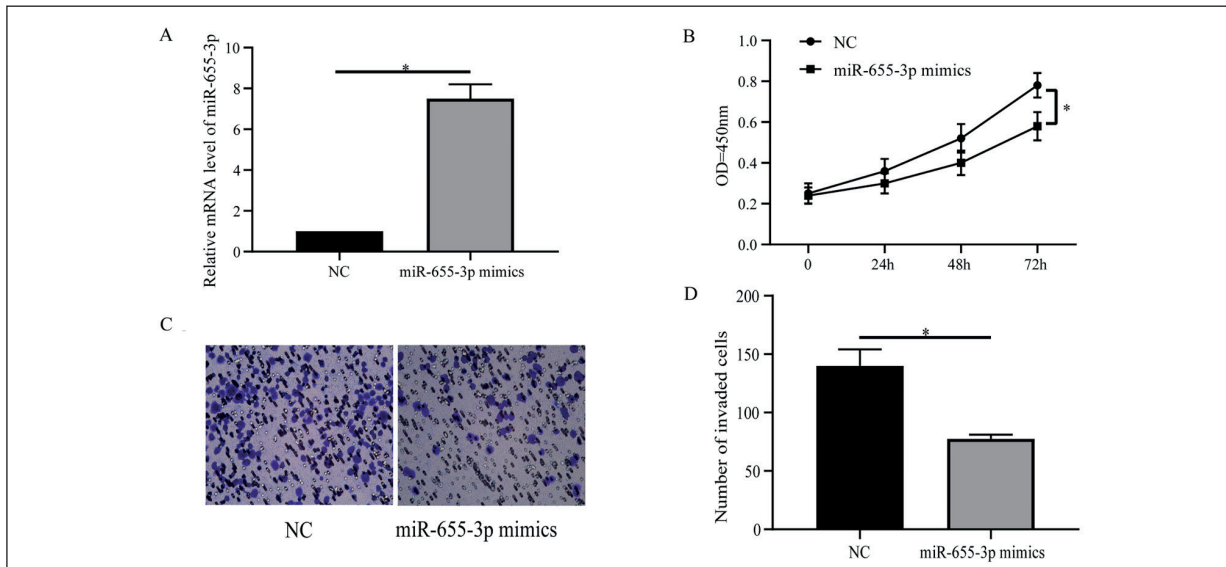 A
Relative mRNA level of miR-655-3p
10
8
6
4
2
0
*
NC
miR-655-3p mimics
B
OD=450nm
1.0
0.8
0.6
0.4
0.2
0.0
NC
miR-655-3p mimics
*
0
24h
48h
72h
C
NC
miR-655-3p mimics
D
Number of invaded cells
200
150
100
50
0
*
NC
miR-655-3p mimics